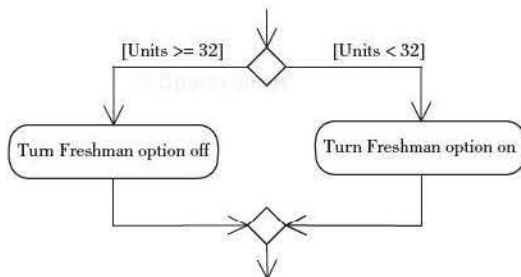 [Units >= 32]
[Units < 32]
Turn Freshman option off
Turn Freshman option on